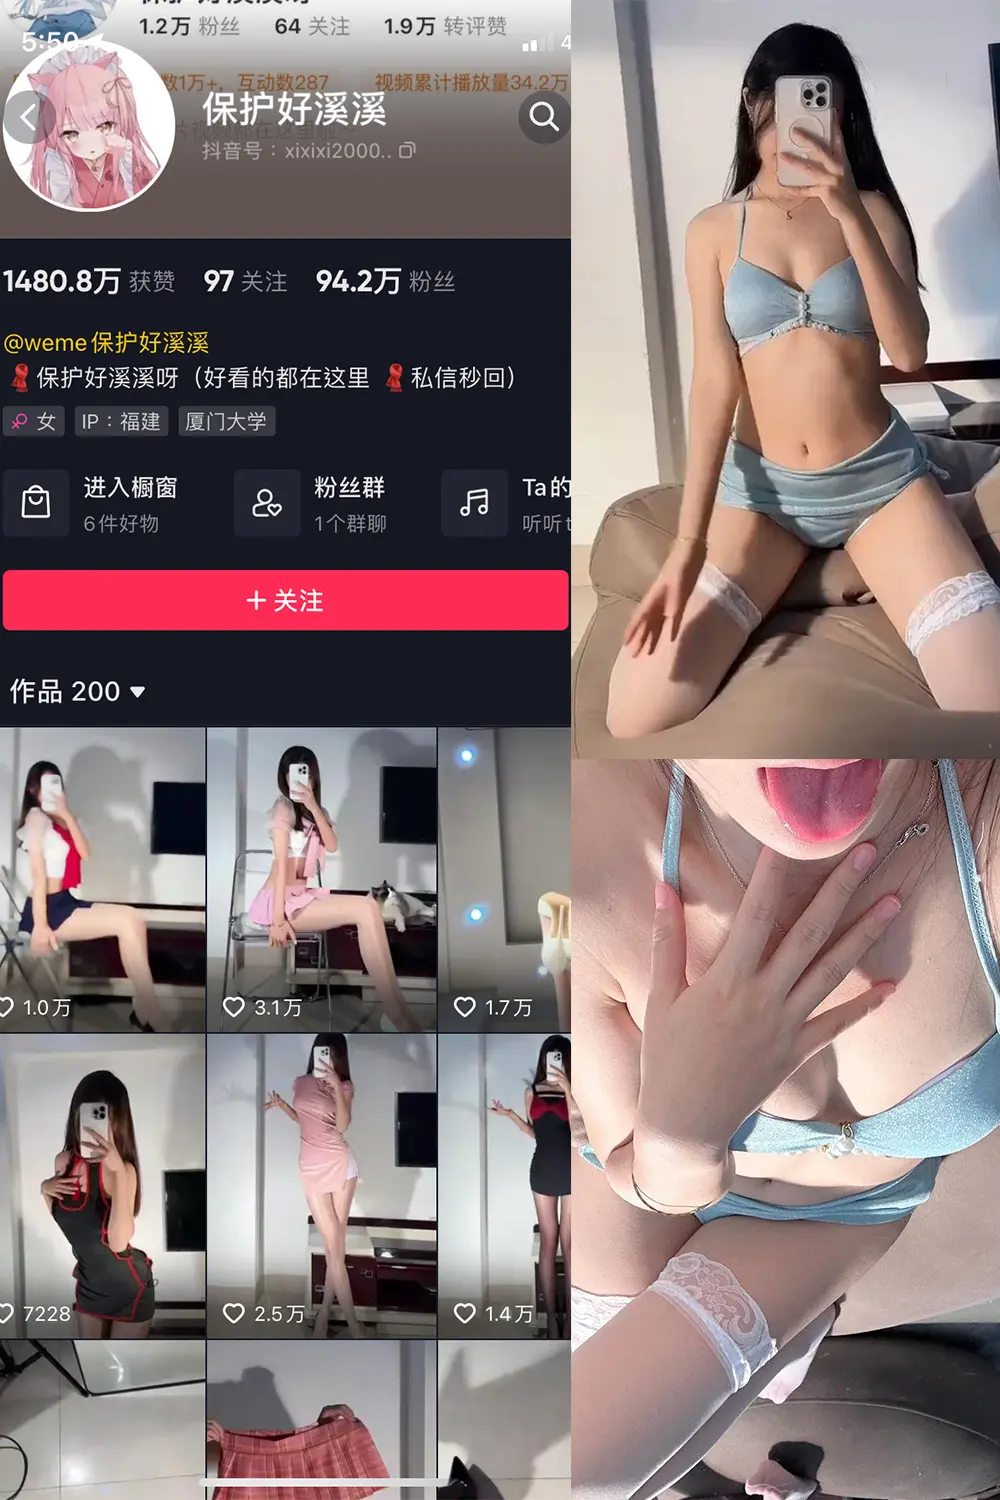 1.2万 粉丝 64 关注 1.9万 转评赞
5:50
4
数1万+，互动数287 视频累计播放量34.2万
保护好溪溪
抖音号：xixixi2000..
1480.8万 获赞 97 关注 94.2万 粉丝
@weme保护好溪溪
保护好溪溪呀（好看的都在这里 私信秒回）
女 IP：福建 厦门大学
进入橱窗 粉丝群 Ta的
6件好物 1个群聊 听听
+ 关注
作品 200
1.0万 3.1万 1.7万
7228 2.5万 1.4万